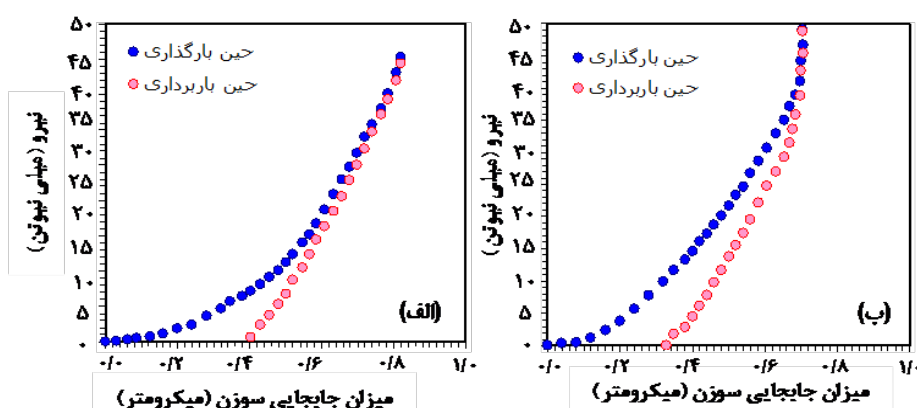 حین بارگذاری
حین باربرداری
نیرو (میلی نیوتن)
۵۰
۴۵
۴۰
۳۵
۳۰
۲۵
۲۰
۱۵
۱۰
۵
۰
(الف)
۰/۰ ۰/۲ ۰/۴ ۰/۶ ۰/۸ ۱/۰
میزان جابجایی سوزن (میکرومتر)
حین بارگذاری
حین باربرداری
نیرو (میلی نیوتن)
۵۰
۴۵
۴۰
۳۵
۳۰
۲۵
۲۰
۱۵
۱۰
۵
۰
(ب)
۰/۰ ۰/۲ ۰/۴ ۰/۶ ۰/۸ ۱/۰
میزان جابجایی سوزن (میکرومتر)